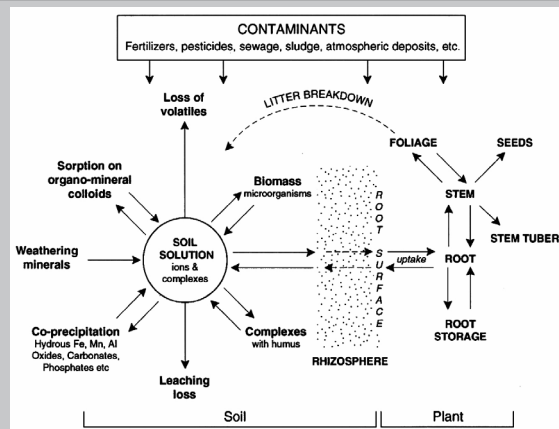 CONTAMINANTS
Fertilizers, pesticides, sewage, sludge, atmospheric deposits, etc.
Loss of
volatiles
LITTER BREAKDOWN
FOLIAGE
SEEDS
Sorption on
organo-mineral
colloids
Biomass
microorganisms
STEM
STEM TUBER
ROOT SURFACE
Weathering
minerals
SOIL
SOLUTION
ions &
complexes
uptake
ROOT
Co-precipitation
Hydrous Fe, Mn, Al
Oxides, Carbonates,
Phosphates etc
Complexes
with humus
ROOT
STORAGE
RHIZOSPHERE
Leaching
loss
Soil
Plant